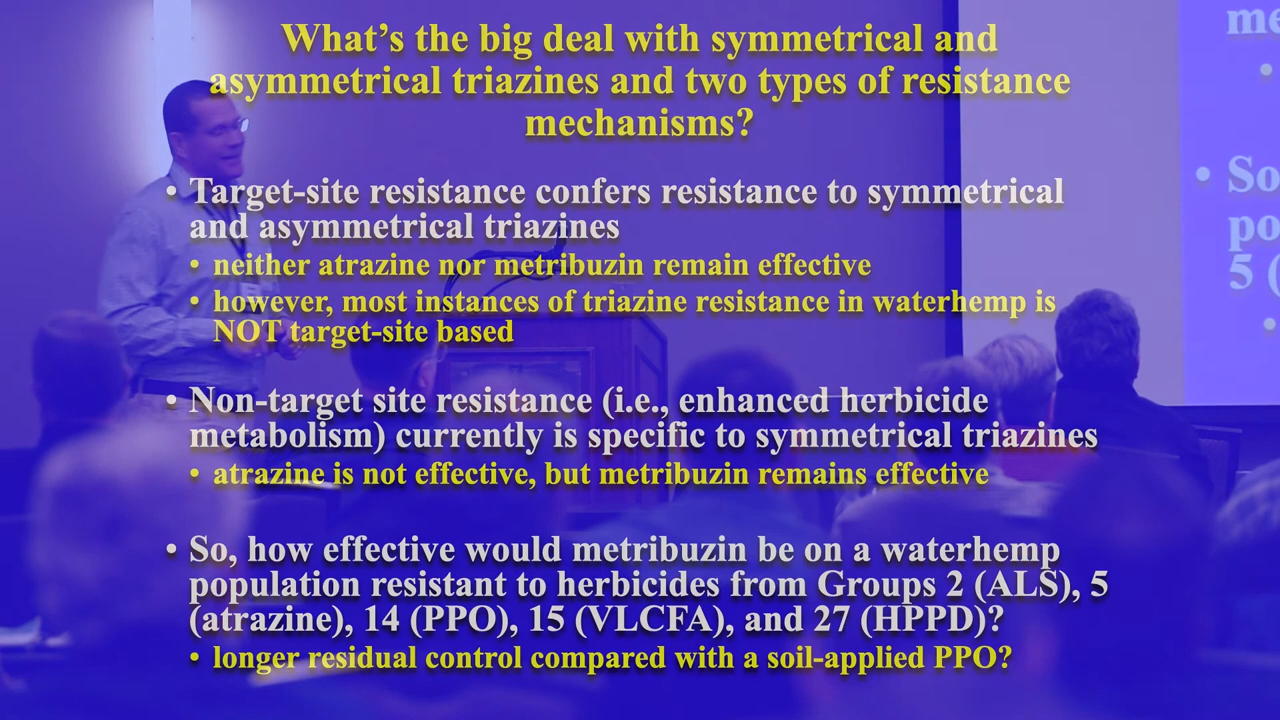 What’s the big deal with symmetrical and
asymmetrical triazines and two types of resistance
mechanisms?
• Target-site resistance confers resistance to symmetrical
and asymmetrical triazines
• neither atrazine nor metribuzin remain effective
• however, most instances of triazine resistance in waterhemp is
NOT target-site based
• Non-target site resistance (i.e., enhanced herbicide
metabolism) currently is specific to symmetrical triazines
• atrazine is not effective, but metribuzin remains effective
• So, how effective would metribuzin be on a waterhemp
population resistant to herbicides from Groups 2 (ALS), 5
(atrazine), 14 (PPO), 15 (VLCFA), and 27 (HPPD)?
• longer residual control compared with a soil-applied PPO?
me
• So
po
5 (